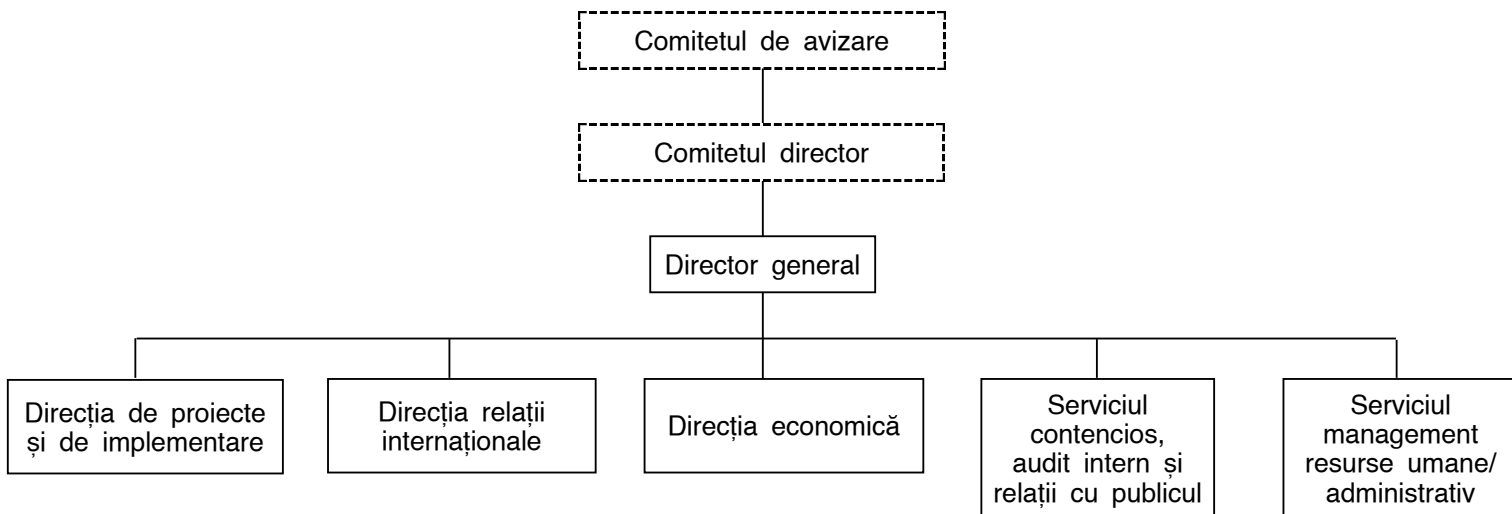 Comitetul de avizare
Comitetul director
Director general
Direcția de proiecte
și de implementare
Direcția relații
internaționale
Direcția economică
Serviciul
contencios,
audit intern și
relații cu publicul
Serviciul
management
resurse umane/
administrativ